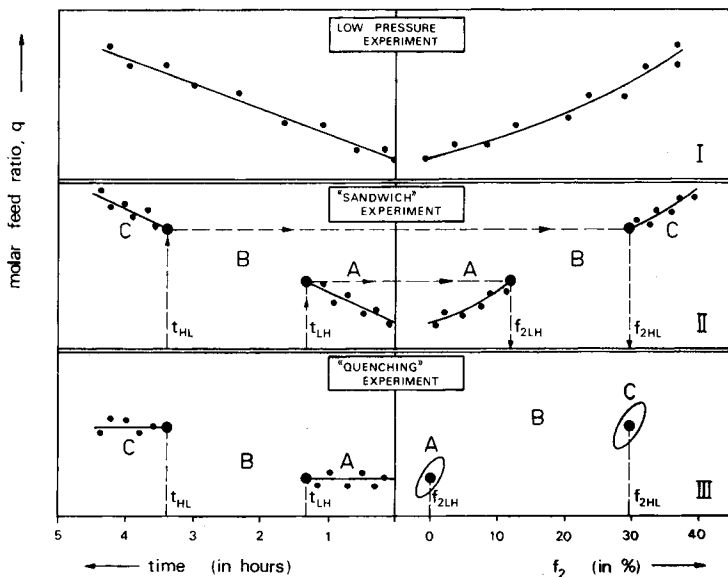 LOW PRESSURE
EXPERIMENT
I
molar feed ratio, q
"SANDWICH"
EXPERIMENT
C
B
A
A
B
C
t_HL
t_LH
f_2LH
f_2HL
II
"QUENCHING"
EXPERIMENT
C
B
A
A
B
C
t_HL
t_LH
f_2LH
f_2HL
III
5 4 3 2 1 0 10 20 30 40
time (in hours) f_2 (in %)